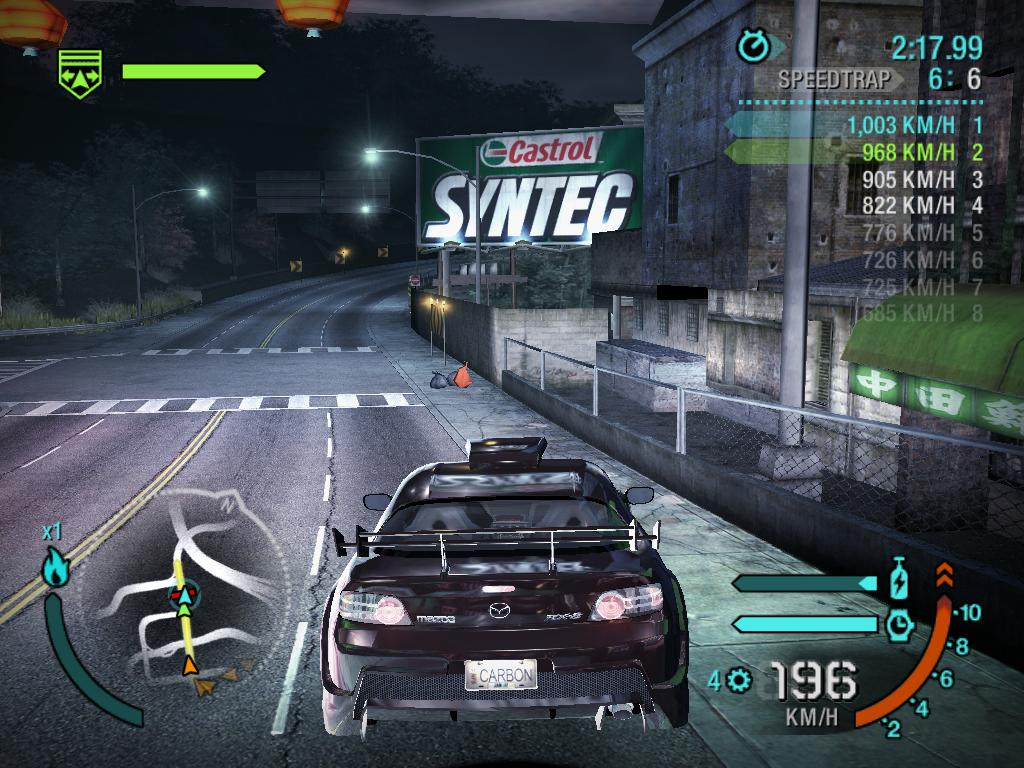 2:17.99
SPEEDTRAP 6: 6
1,003 KM/H 1
968 KM/H 2
905 KM/H 3
822 KM/H 4
776 KM/H 5
726 KM/H 6
725 KM/H 7
685 KM/H 8
Castrol
SYNTEC
中田
N
x1
mazda
CARBON
10
8
6
4
2
4
196
KM/H